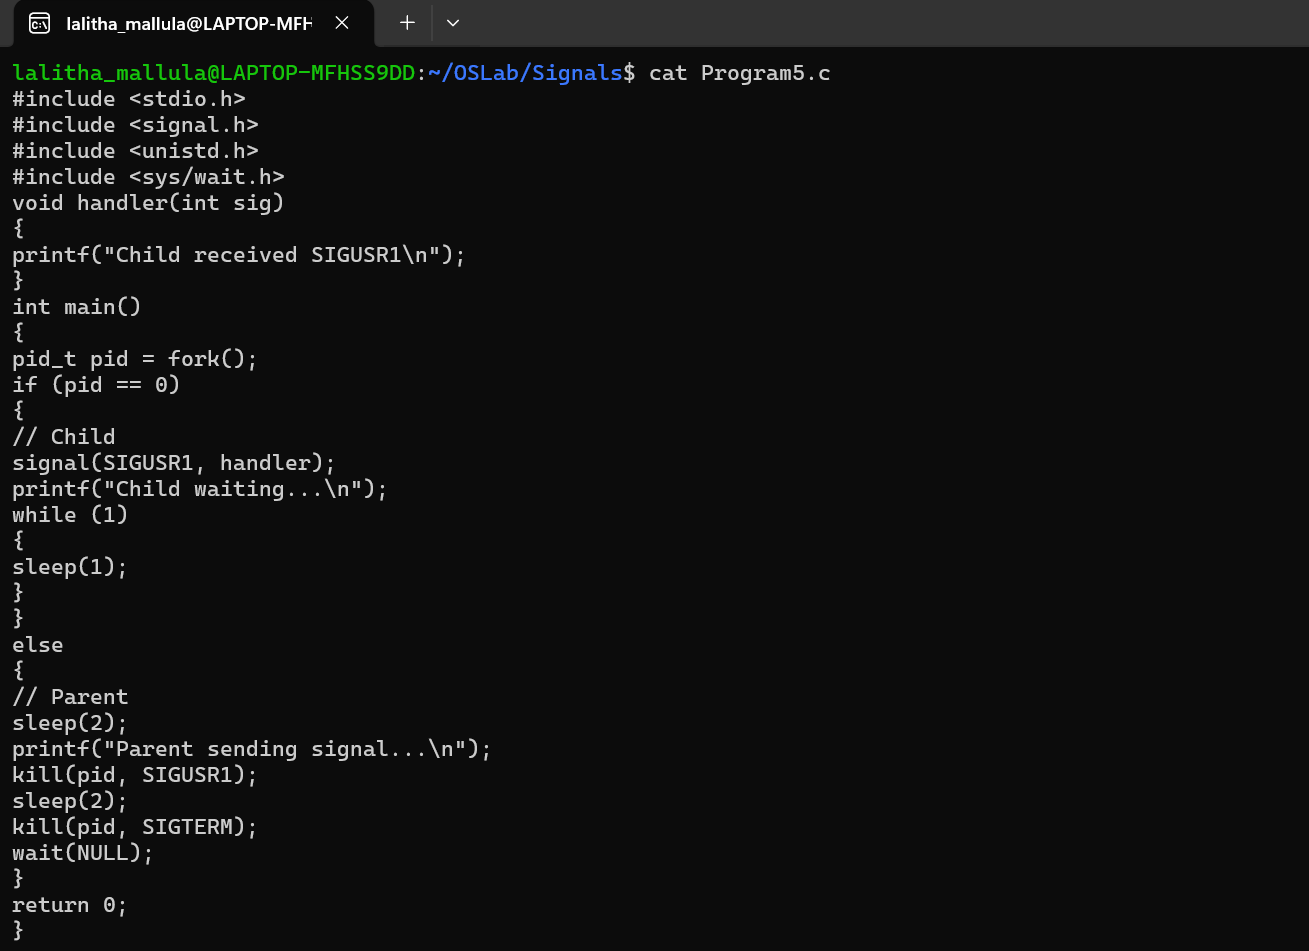 lalitha_mallula@LAPTOP-MFH
lalitha_mallula@LAPTOP-MFHSS9DD:~/OSLab/Signals$ cat Program5.c
#include <stdio.h>
#include <signal.h>
#include <unistd.h>
#include <sys/wait.h>
void handler(int sig)
{
printf("Child received SIGUSR1\n");
}
int main()
{
pid_t pid = fork();
if (pid == 0)
{
// Child
signal(SIGUSR1, handler);
printf("Child waiting...\n");
while (1)
{
sleep(1);
}
}
else
{
// Parent
sleep(2);
printf("Parent sending signal...\n");
kill(pid, SIGUSR1);
sleep(2);
kill(pid, SIGTERM);
wait(NULL);
}
return 0;
}